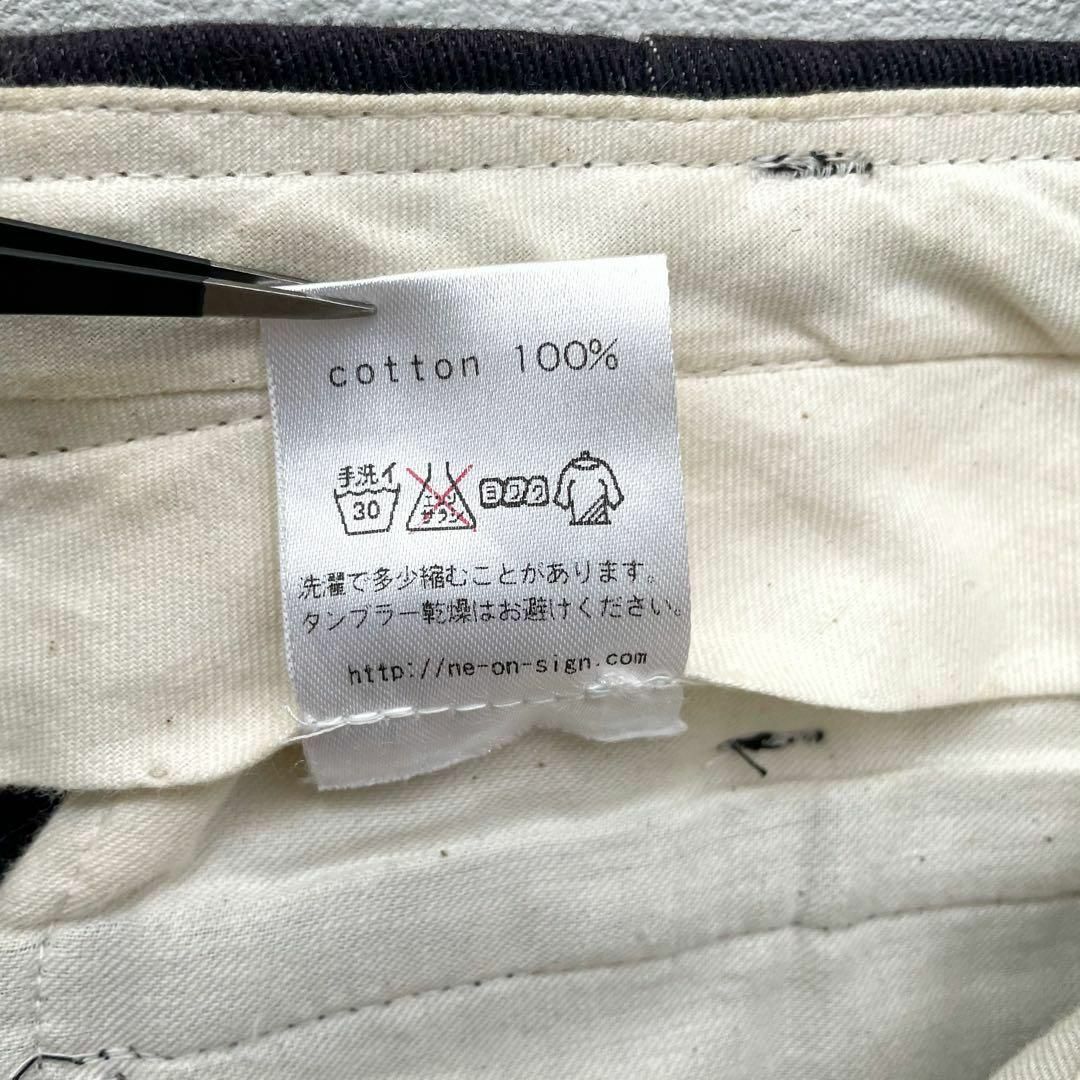 cotton 100%
手洗イ
30
エンソ
サラシ
ヨワク
洗濯で多少縮むことがあります。
タンブラー乾燥はお避けください。
http://ne-on-sign.com